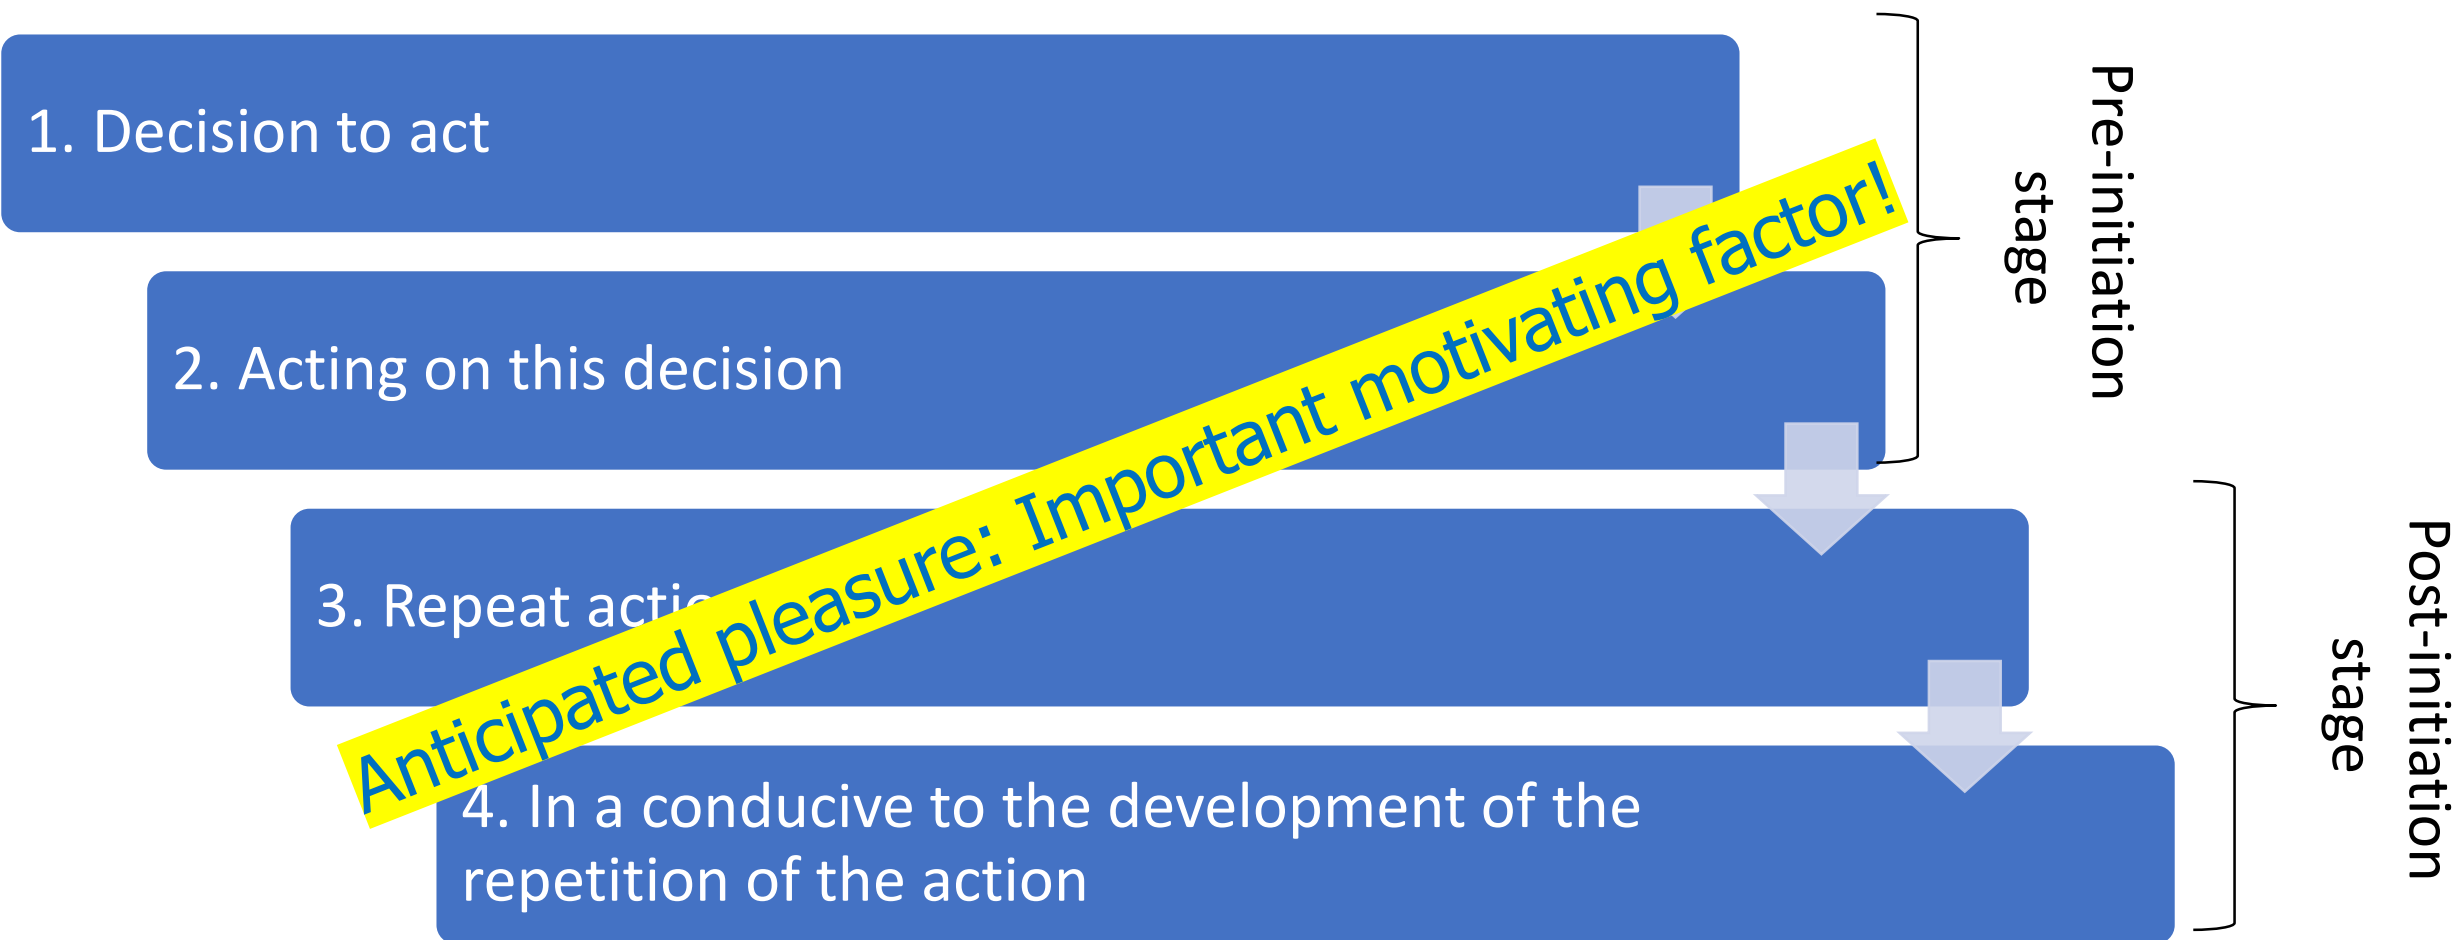 1. Decision to act
2. Acting on this decision
3. Repeat
4. In a conducive to the development of the
repetition of the action
Anticipated pleasure: Important motivating factor!
Pre-initiation
stage
Post-initiation
stage